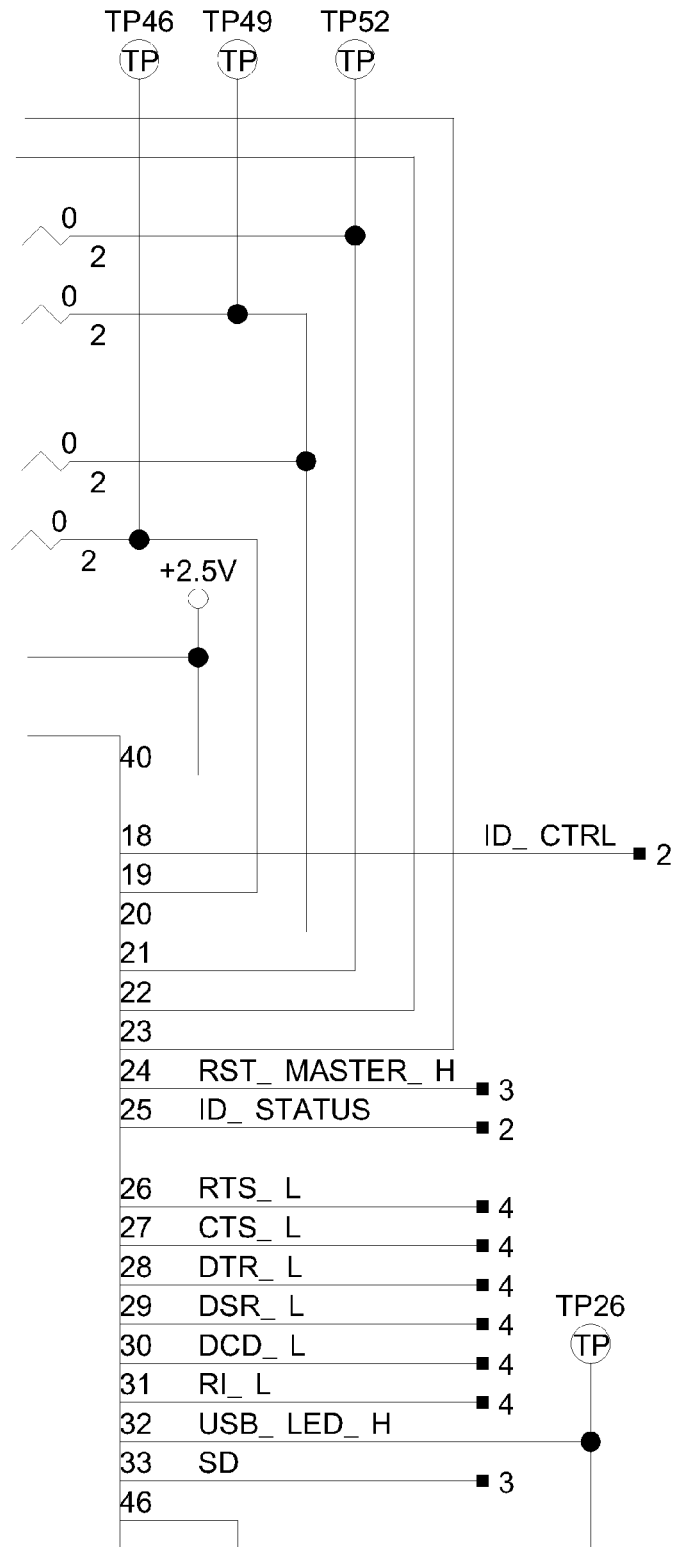 TP46 TP49 TP52
TP TP TP
0
2
0
2
0
2
0
2
+2.5V
40
18 ID_ CTRL 2
19
20
21
22
23
24 RST_ MASTER_ H 3
25 ID_ STATUS 2
26 RTS_ L 4
27 CTS_ L 4
28 DTR_ L 4
29 DSR_ L 4
TP26
30 DCD_ L 4
TP
31 RI_ L 4
32 USB_ LED_ H
33 SD 3
46